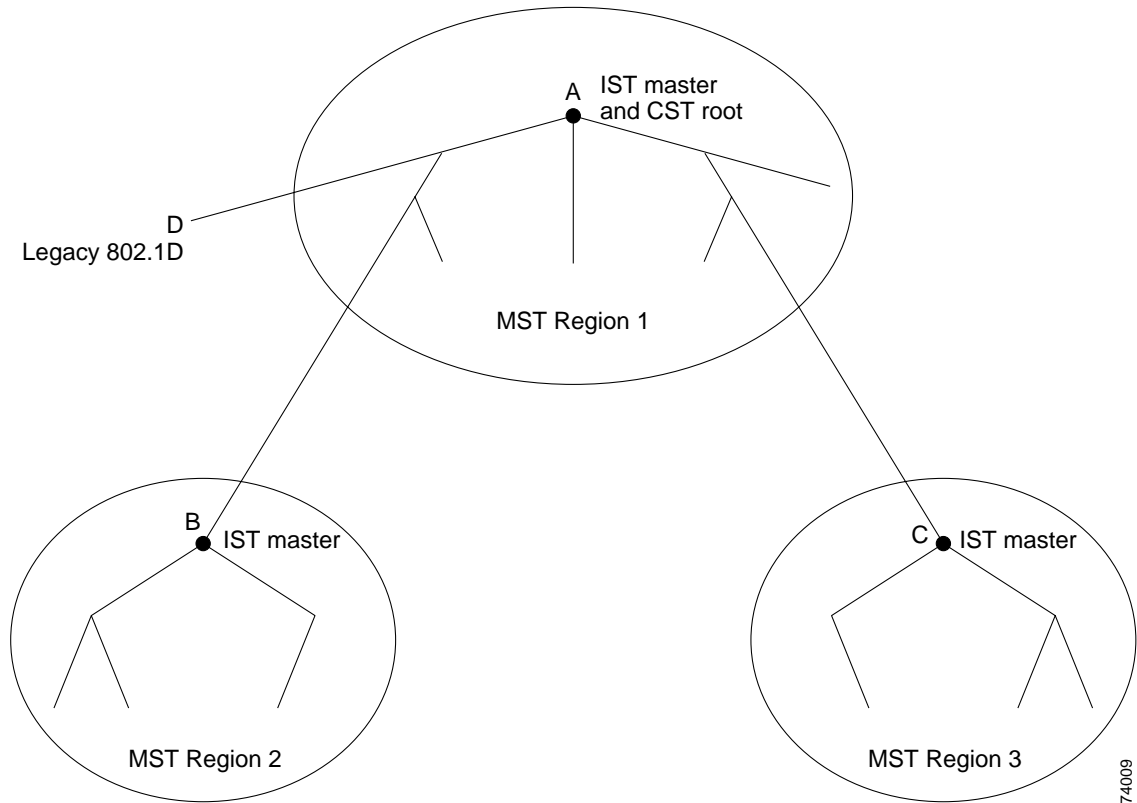 A
IST master
and CST root
D
Legacy 802.1D
MST Region 1
B
IST master
C
IST master
MST Region 2
MST Region 3
74009